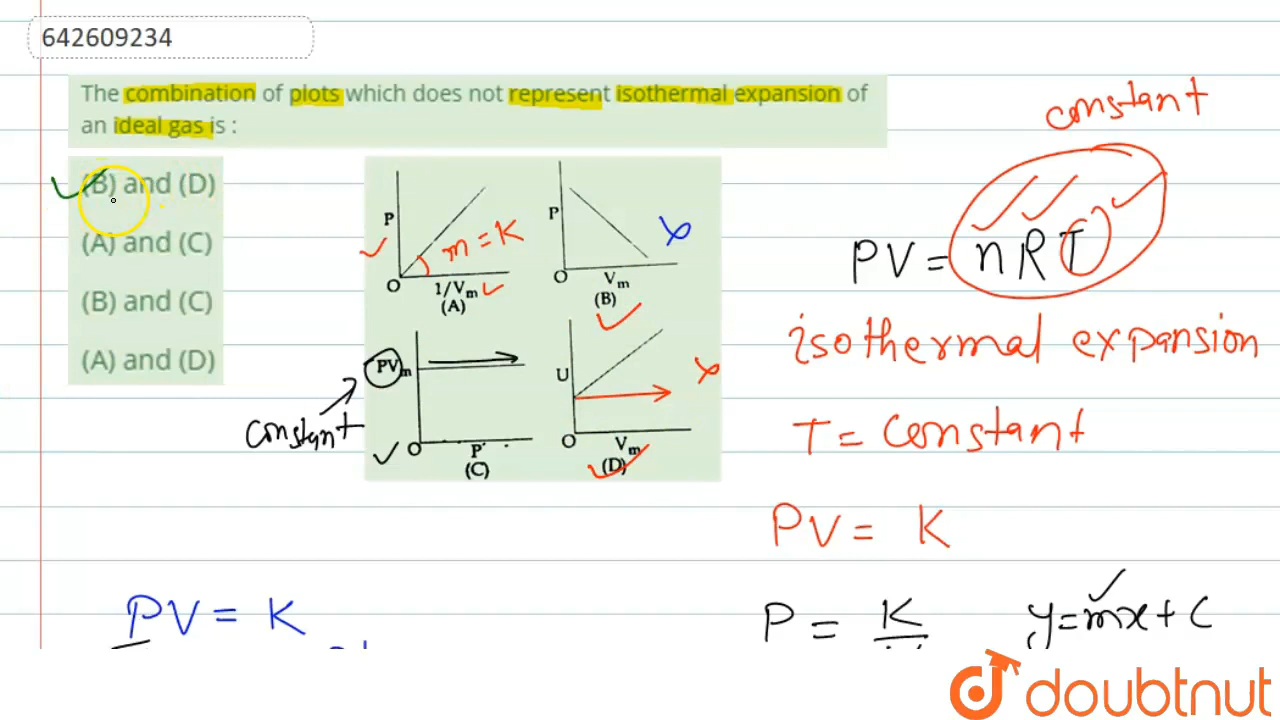 642609234
The combination of plots which does not represent isothermal expansion of
an ideal gas is :
(B) and (D)
(A) and (C)
(B) and (C)
(A) and (D)
P
m = K
O
1/Vm
(A)
P
O
Vm
(B)
PVm
constant
O
P
(C)
U
O
Vm
(D)
constant
PV = nRT
isothermal expansion
T = constant
PV = K
P = K
y = mx + C
PV = K
doubtnut